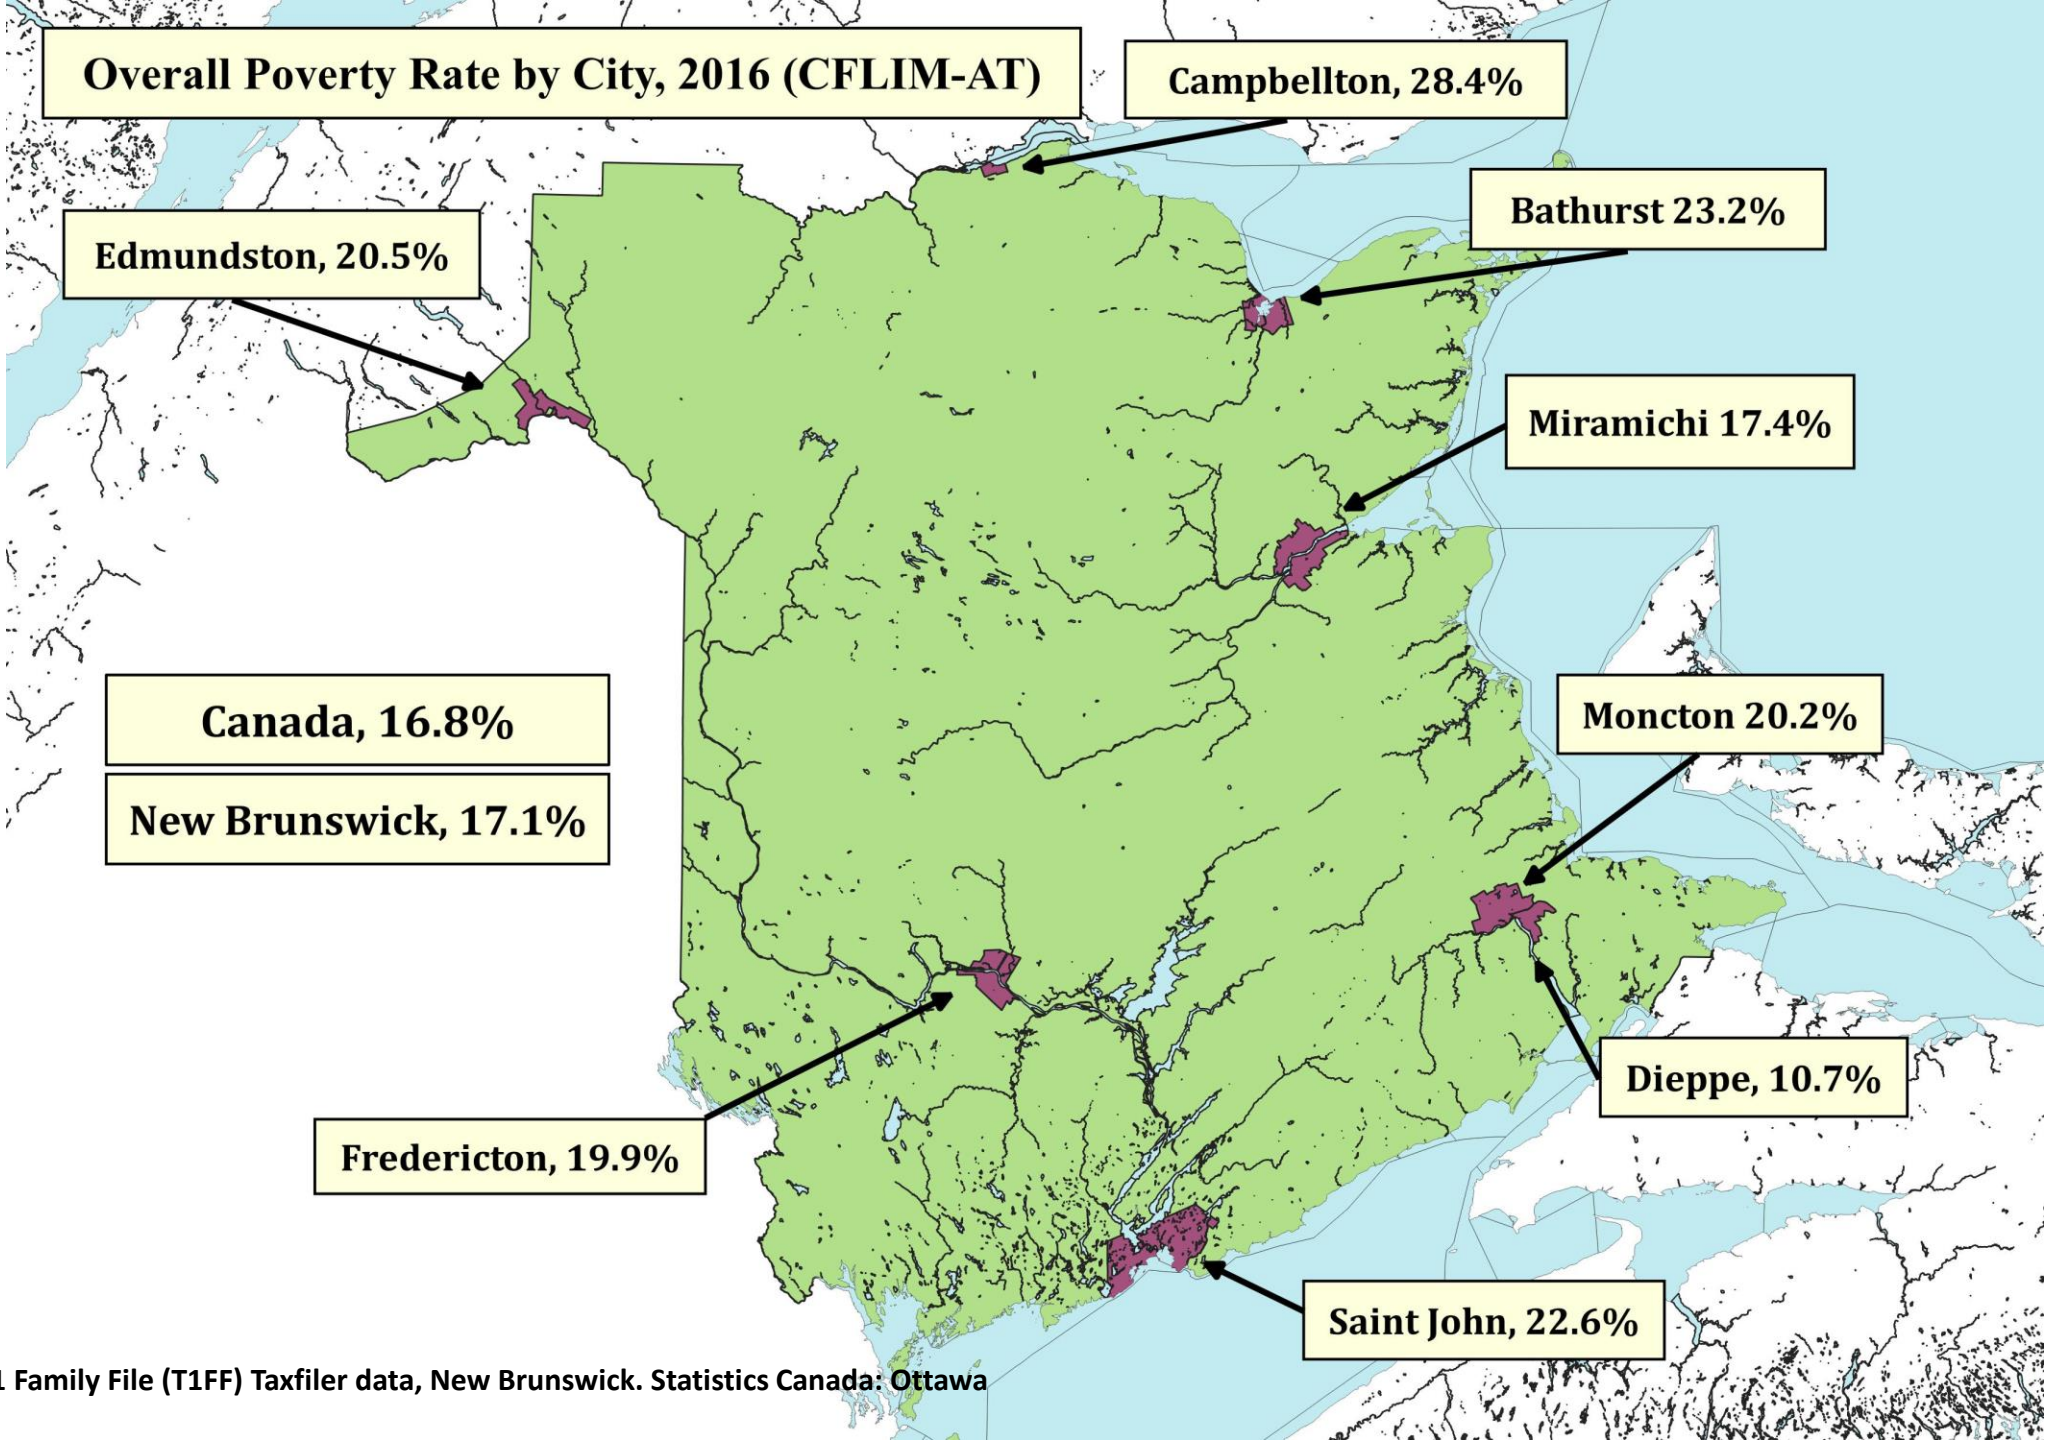 Overall Poverty Rate by City, 2016 (CFLIM-AT)
Campbellton, 28.4%
Bathurst 23.2%
Edmundston, 20.5%
Miramichi 17.4%
Canada, 16.8%
Moncton 20.2%
New Brunswick, 17.1%
Dieppe, 10.7%
Fredericton, 19.9%
Saint John, 22.6%
Family File (T1FF) Taxfiler data, New Brunswick. Statistics Canada: Ottawa